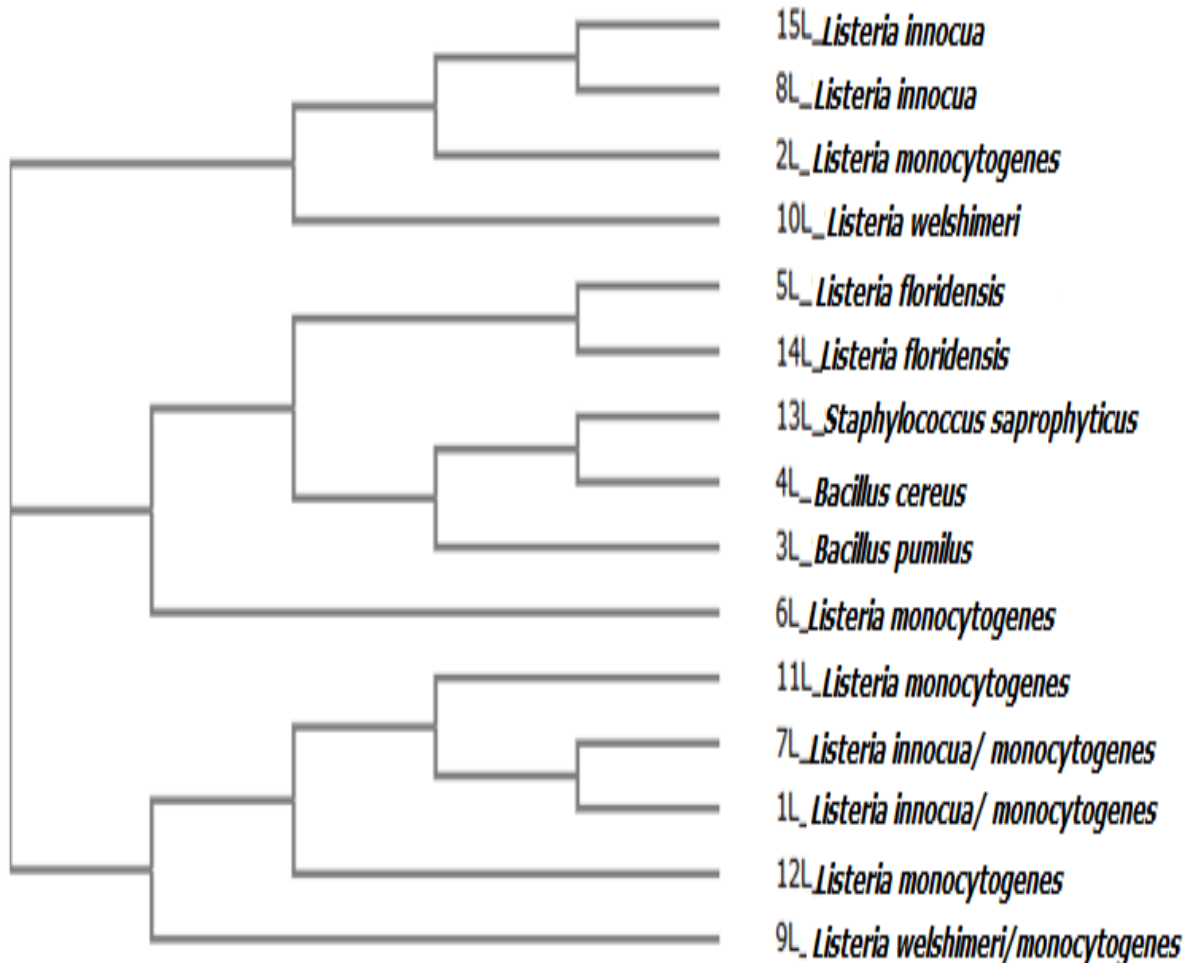 15L_Listeria innocua
8L_Listeria innocua
2L_Listeria monocytogenes
10L_Listeria welshimeri
5L_Listeria floridensis
14L_Listeria floridensis
13L_Staphylococcus saprophyticus
4L_Bacillus cereus
3L_Bacillus pumilus
6L_Listeria monocytogenes
11L_Listeria monocytogenes
7L_Listeria innocua/ monocytogenes
1L_Listeria innocua/ monocytogenes
12L_Listeria monocytogenes
9L_Listeria welshimeri/monocytogenes